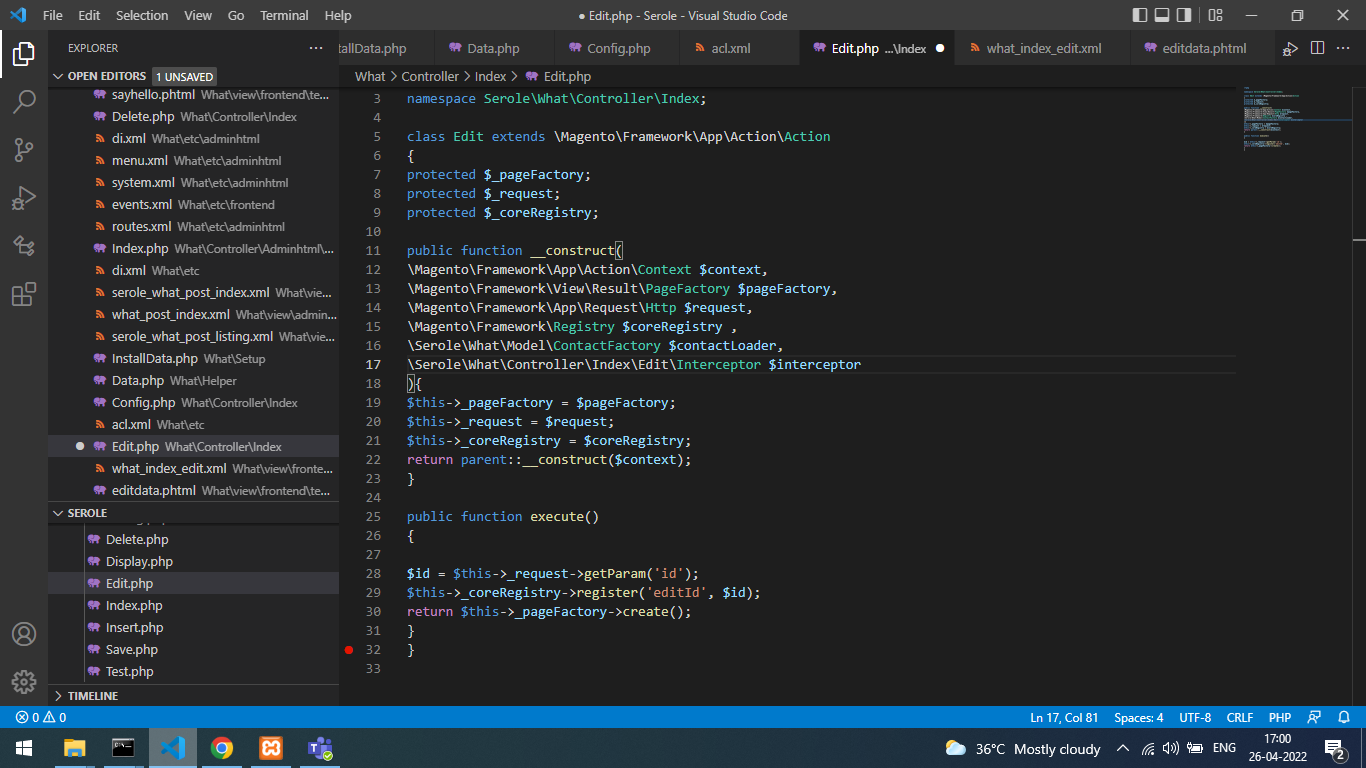 File Edit Selection View Go Terminal Help
● Edit.php - Serole - Visual Studio Code
EXPLORER
OPEN EDITORS 1 UNSAVED
sayhello.phtml What\view\frontend\te...
Delete.php What\Controller\Index
di.xml What\etc\adminhtml
menu.xml What\etc\adminhtml
system.xml What\etc\adminhtml
events.xml What\etc\frontend
routes.xml What\etc\adminhtml
Index.php What\Controller\Adminhtml\...
di.xml What\etc
serole_what_post_index.xml What\vie...
what_post_index.xml What\view\admin...
serole_what_post_listing.xml What\vie...
InstallData.php What\Setup
Data.php What\Helper
Config.php What\Controller\Index
acl.xml What\etc
Edit.php What\Controller\Index
what_index_edit.xml What\view\fronte...
editdata.phtml What\view\frontend\te...
SEROLE
Delete.php
Display.php
Edit.php
Index.php
Insert.php
Save.php
Test.php
TIMELINE
tallData.php Data.php Config.php acl.xml Edit.php ...\Index what_index_edit.xml editdata.phtml
What > Controller > Index > Edit.php
3 namespace Serole\What\Controller\Index;
4
5 class Edit extends \Magento\Framework\App\Action\Action
6 {
7 protected $_pageFactory;
8 protected $_request;
9 protected $_coreRegistry;
10
11 public function __construct(
12 \Magento\Framework\App\Action\Context $context,
13 \Magento\Framework\View\Result\PageFactory $pageFactory,
14 \Magento\Framework\App\Request\Http $request,
15 \Magento\Framework\Registry $coreRegistry ,
16 \Serole\What\Model\ContactFactory $contactLoader,
17 \Serole\What\Controller\Index\Edit\Interceptor $interceptor
18 ){
19 $this->_pageFactory = $pageFactory;
20 $this->_request = $request;
21 $this->_coreRegistry = $coreRegistry;
22 return parent::__construct($context);
23 }
24
25 public function execute()
26 {
27
28 $id = $this->_request->getParam('id');
29 $this->_coreRegistry->register('editId', $id);
30 return $this->_pageFactory->create();
31 }
32 }
33
0 0 Ln 17, Col 81 Spaces: 4 UTF-8 CRLF PHP
36°C Mostly cloudy ENG 17:00
26-04-2022
2